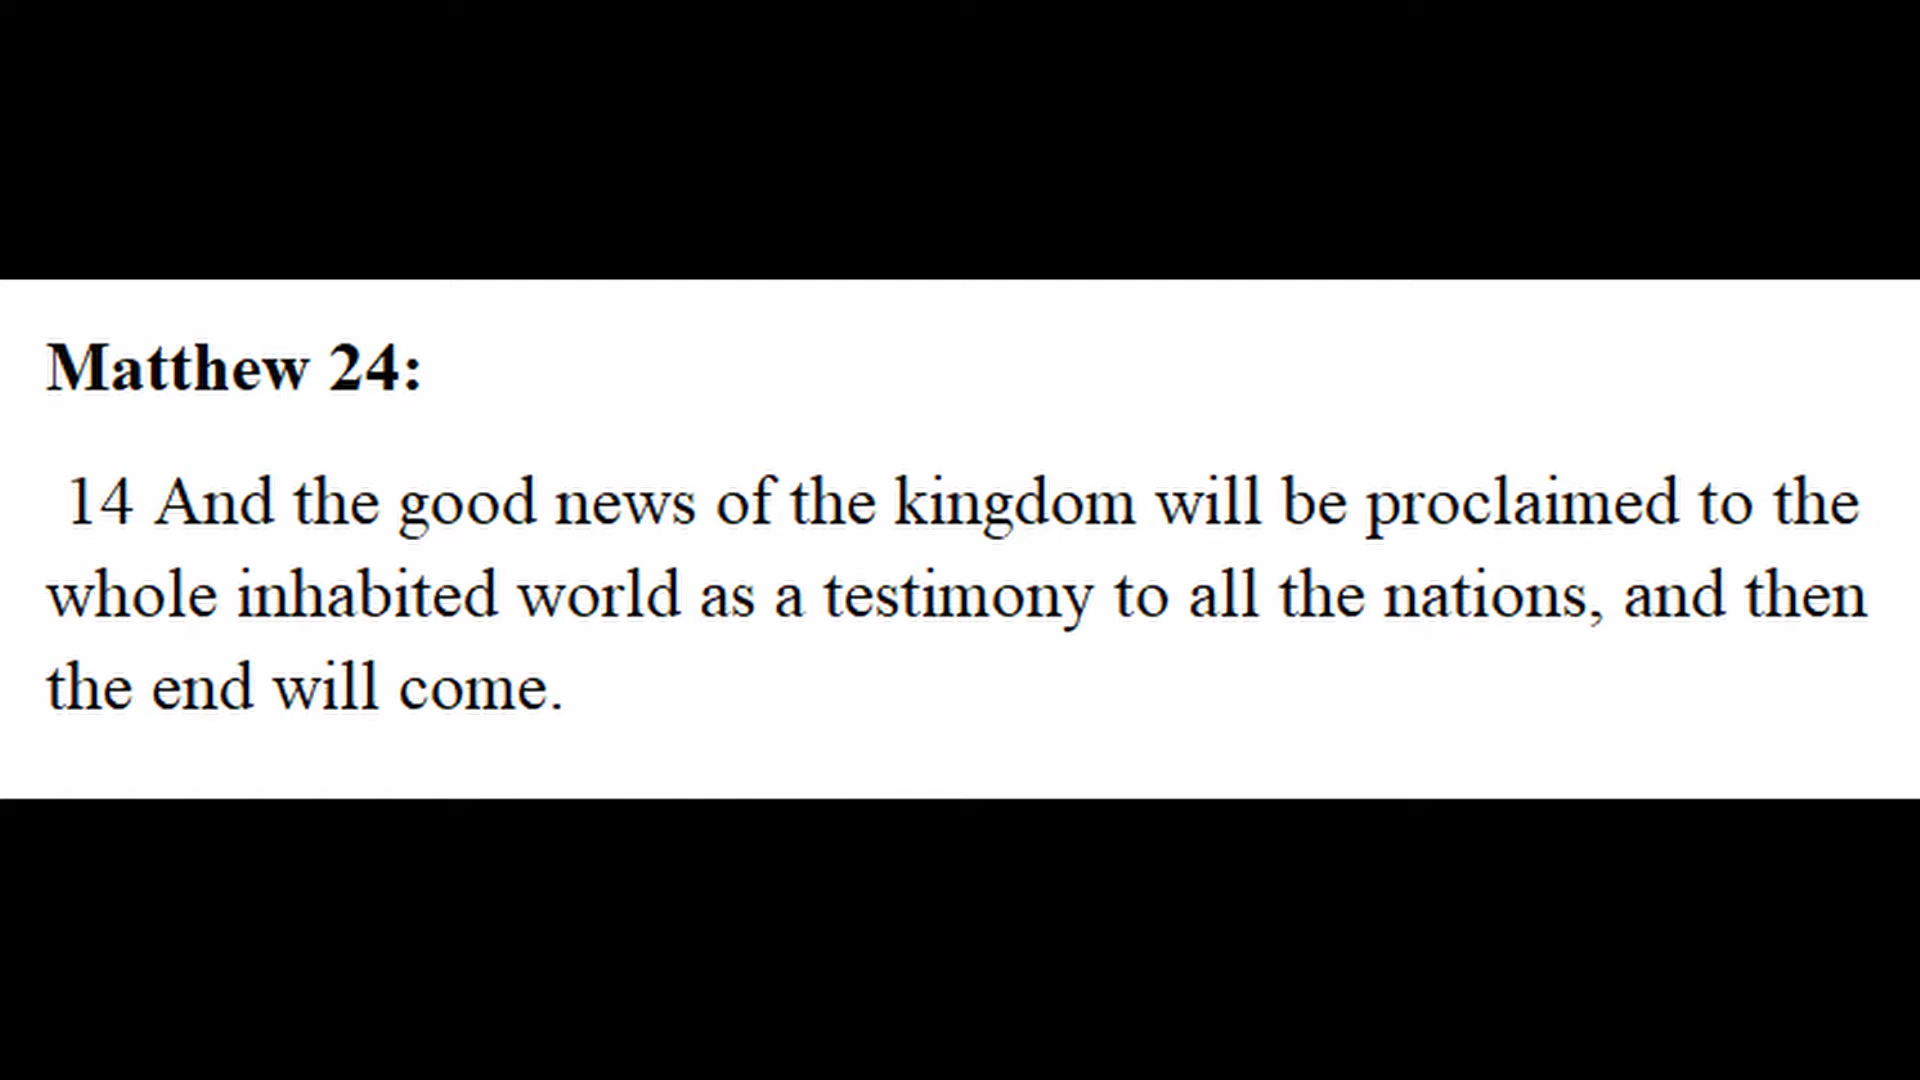 Matthew 24:
14 And the good news of the kingdom will be proclaimed to the
whole inhabited world as a testimony to all the nations, and then
the end will come.